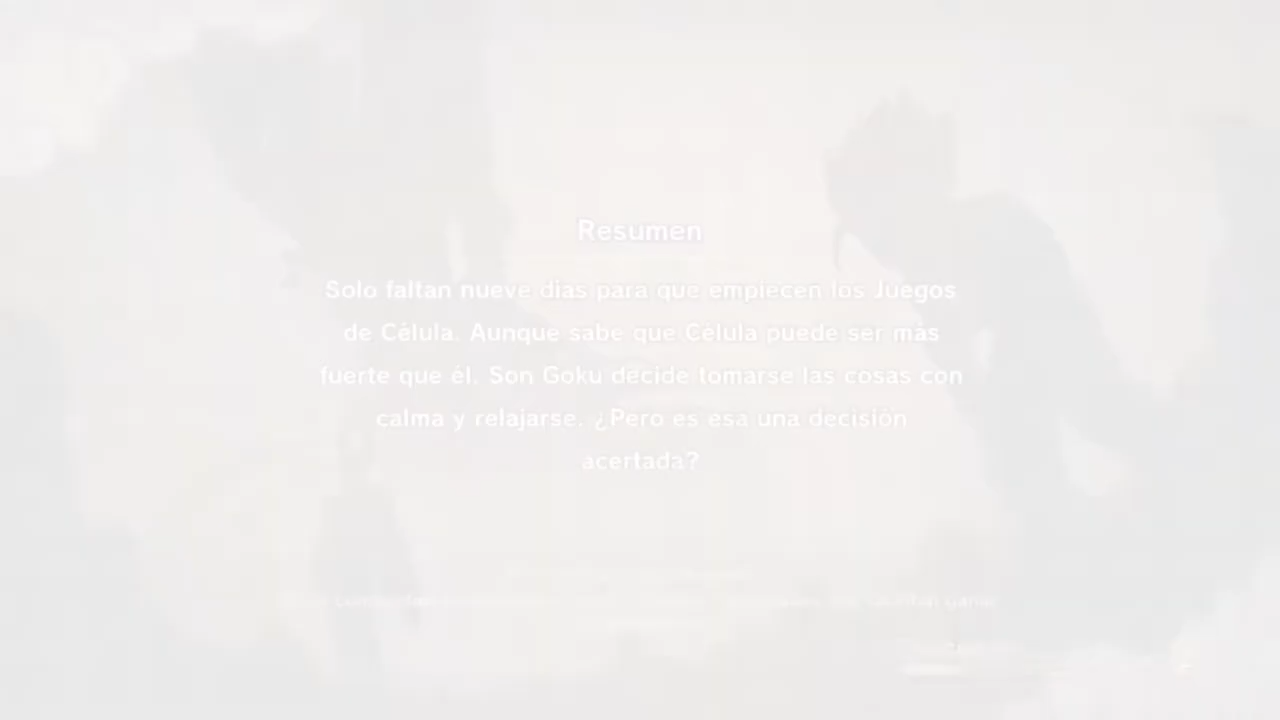 Resumen
Solo faltan nueve días para que empiecen los Juegos
de Célula. Aunque sabe que Célula puede ser más
fuerte que él, Son Goku decide tomarse las cosas con
calma y relajarse. ¿Pero es esa una decisión
acertada?